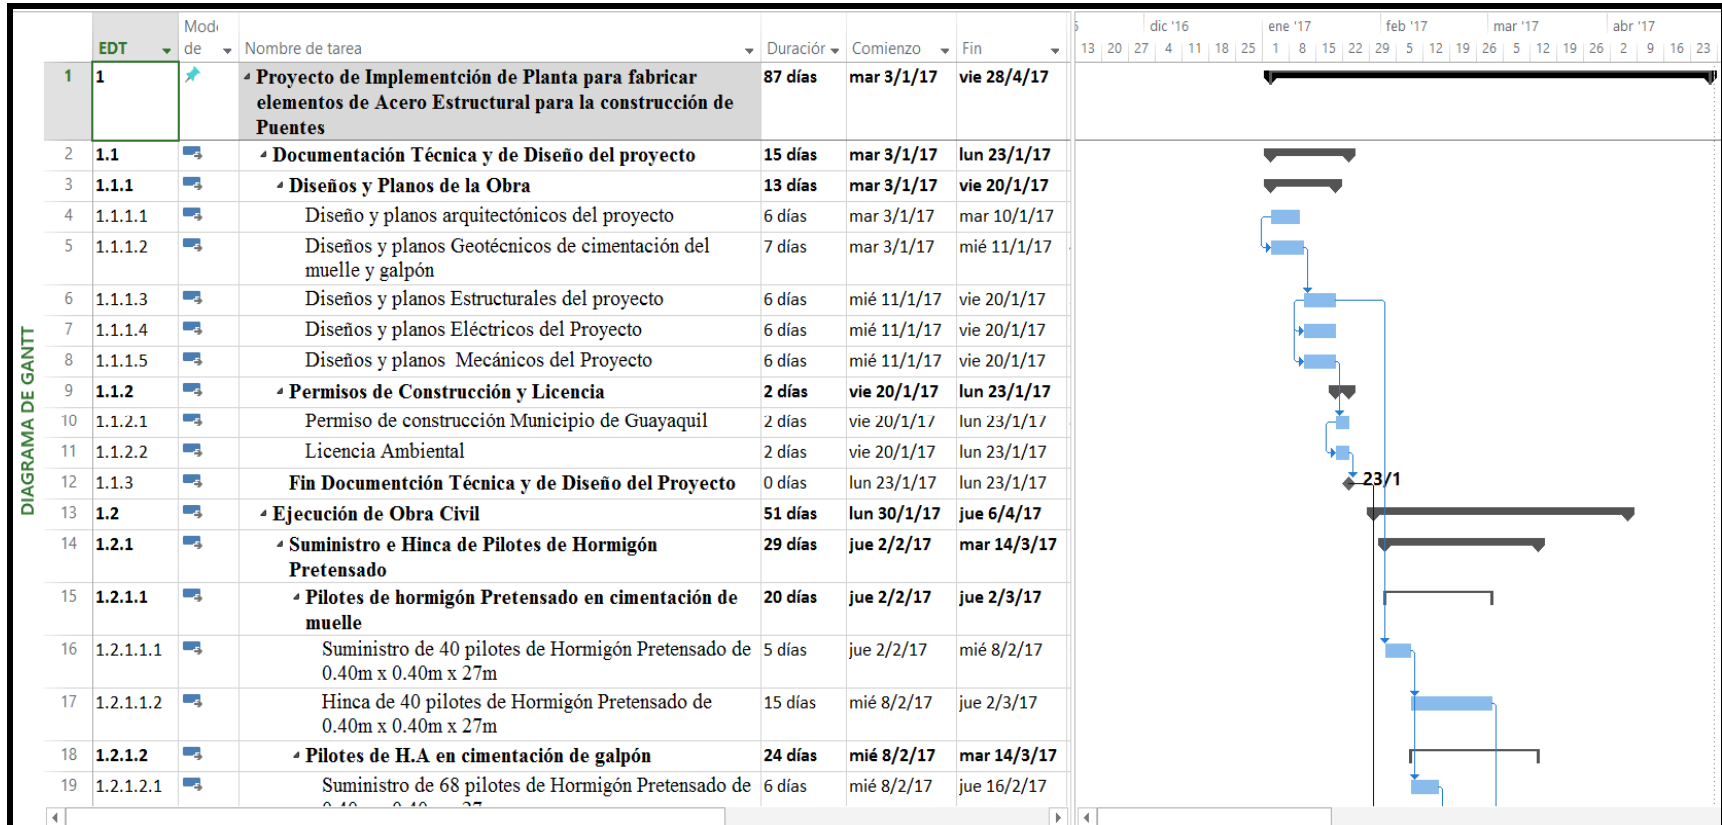 Modo
EDT de Nombre de tarea Duración Comienzo Fin
dic '16 ene '17 feb '17 mar '17 abr '17
13 20 27 4 11 18 25 1 8 15 22 29 5 12 19 26 5 12 19 26 2 9 16 23
1 1 Proyecto de Implementción de Planta para fabricar 87 días mar 3/1/17 vie 28/4/17
elementos de Acero Estructural para la construcción de
Puentes
2 1.1 Documentación Técnica y de Diseño del proyecto 15 días mar 3/1/17 lun 23/1/17
3 1.1.1 Diseños y Planos de la Obra 13 días mar 3/1/17 vie 20/1/17
4 1.1.1.1 Diseño y planos arquitectónicos del proyecto 6 días mar 3/1/17 mar 10/1/17
5 1.1.1.2 Diseños y planos Geotécnicos de cimentación del 7 días mar 3/1/17 mié 11/1/17
muelle y galpón
6 1.1.1.3 Diseños y planos Estructurales del proyecto 6 días mié 11/1/17 vie 20/1/17
7 1.1.1.4 Diseños y planos Eléctricos del Proyecto 6 días mié 11/1/17 vie 20/1/17
8 1.1.1.5 Diseños y planos Mecánicos del Proyecto 6 días mié 11/1/17 vie 20/1/17
9 1.1.2 Permisos de Construcción y Licencia 2 días vie 20/1/17 lun 23/1/17
10 1.1.2.1 Permiso de construcción Municipio de Guayaquil 2 días vie 20/1/17 lun 23/1/17
11 1.1.2.2 Licencia Ambiental 2 días vie 20/1/17 lun 23/1/17
12 1.1.3 Fin Documentción Técnica y de Diseño del Proyecto 0 días lun 23/1/17 lun 23/1/17
23/1
13 1.2 Ejecución de Obra Civil 51 días lun 30/1/17 jue 6/4/17
14 1.2.1 Suministro e Hinca de Pilotes de Hormigón 29 días jue 2/2/17 mar 14/3/17
Pretensado
15 1.2.1.1 Pilotes de hormigón Pretensado en cimentación de 20 días jue 2/2/17 jue 2/3/17
muelle
16 1.2.1.1.1 Suministro de 40 pilotes de Hormigón Pretensado de 5 días jue 2/2/17 mié 8/2/17
0.40m x 0.40m x 27m
17 1.2.1.1.2 Hinca de 40 pilotes de Hormigón Pretensado de 15 días mié 8/2/17 jue 2/3/17
0.40m x 0.40m x 27m
18 1.2.1.2 Pilotes de H.A en cimentación de galpón 24 días mié 8/2/17 mar 14/3/17
19 1.2.1.2.1 Suministro de 68 pilotes de Hormigón Pretensado de 6 días mié 8/2/17 jue 16/2/17
DIAGRAMA DE GANTT